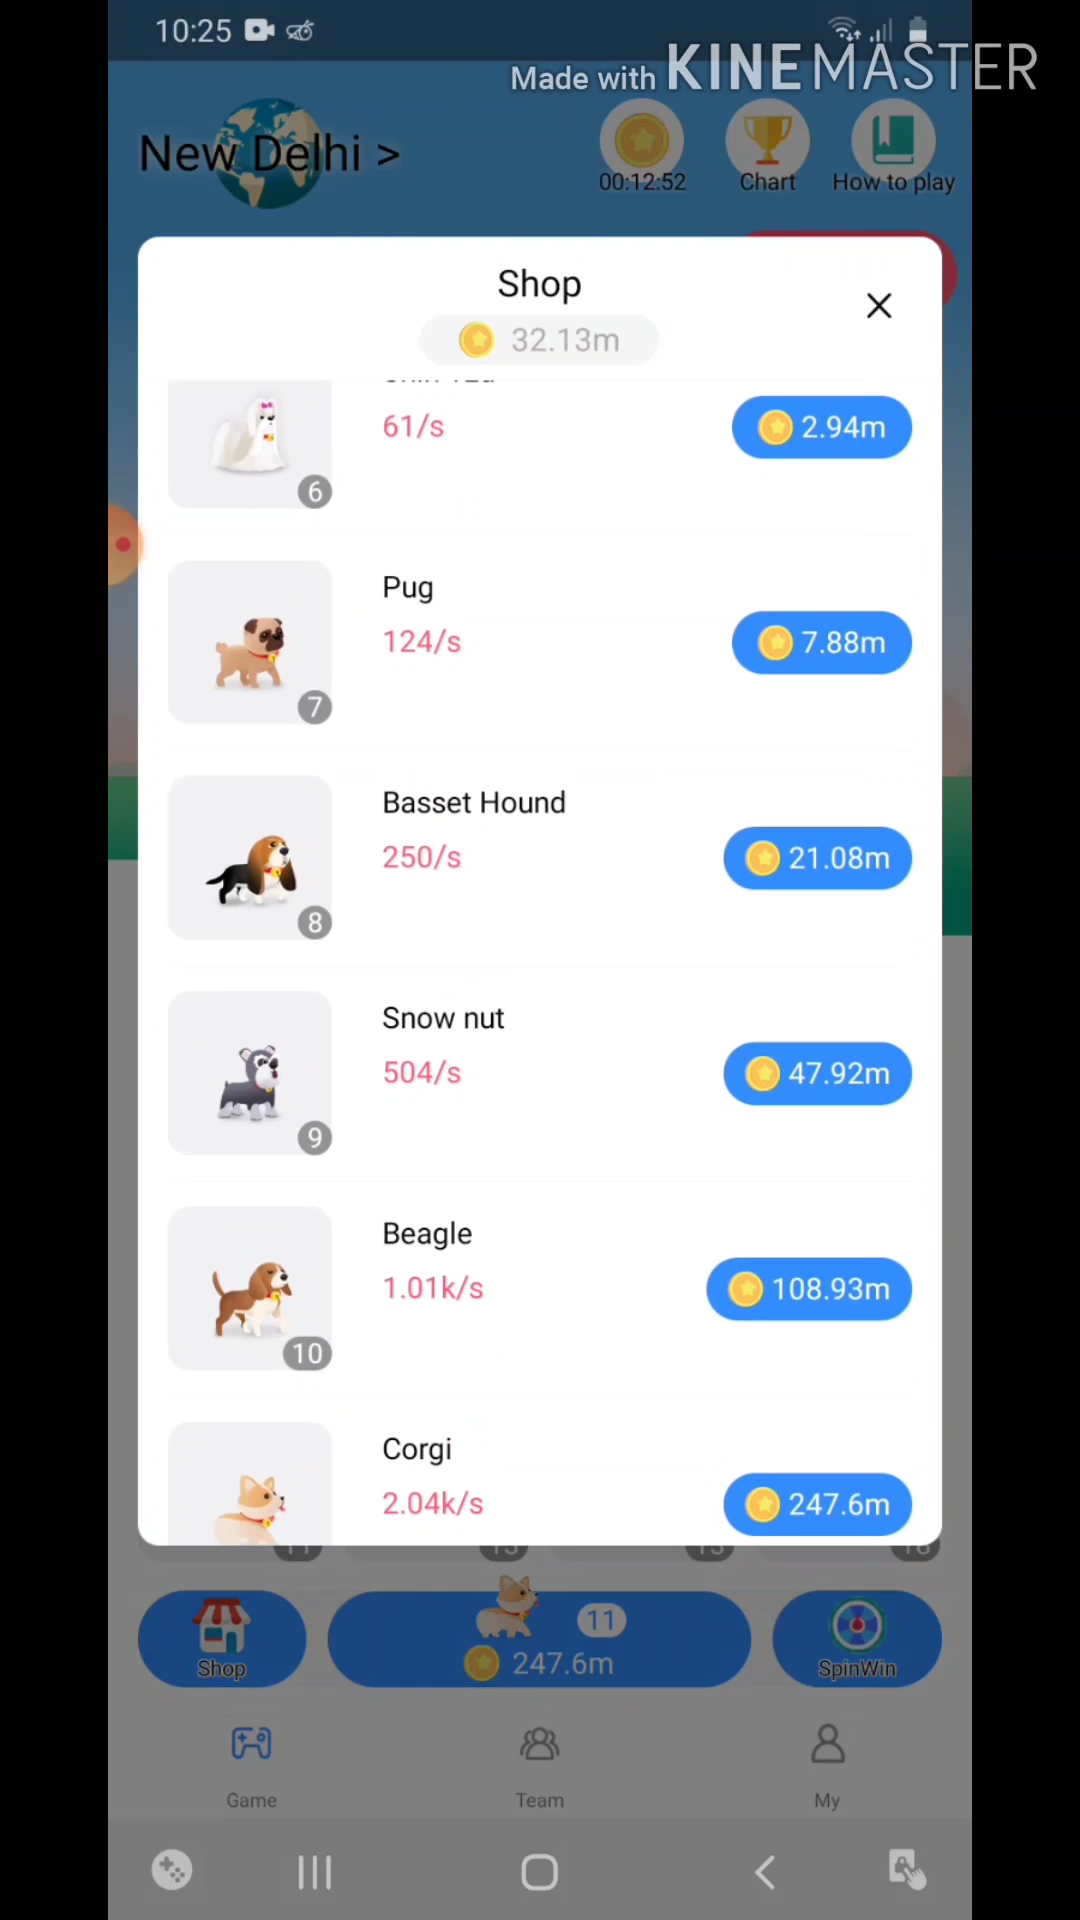 10:25
Made with KINEMASTER
New Delhi >
00:12:52
Chart
How to play
Shop
32.13m
61/s
2.94m
6
Pug
124/s
7.88m
7
Basset Hound
250/s
21.08m
8
Snow nut
504/s
47.92m
9
Beagle
1.01k/s
108.93m
10
Corgi
2.04k/s
247.6m
11
Shop
247.6m
SpinWin
Game
Team
My